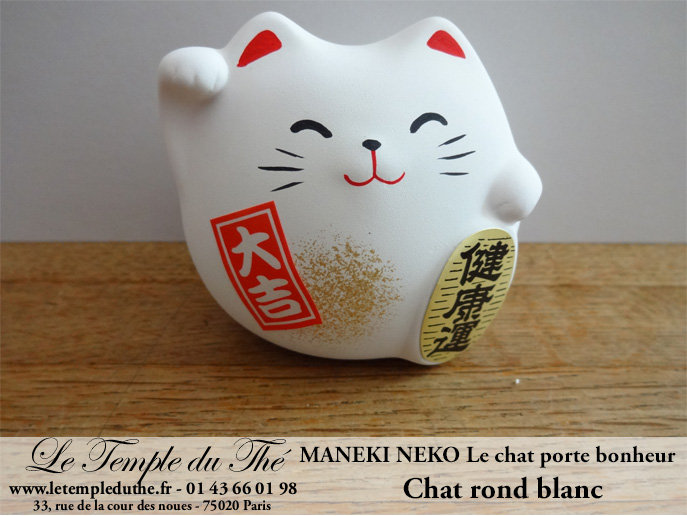 大吉
健康運
Le Temple du Thé
www.letempleduthe.fr - 01 43 66 01 98
33, rue de la cour des noues - 75020 Paris
MANEKI NEKO Le chat porte bonheur
Chat rond blanc